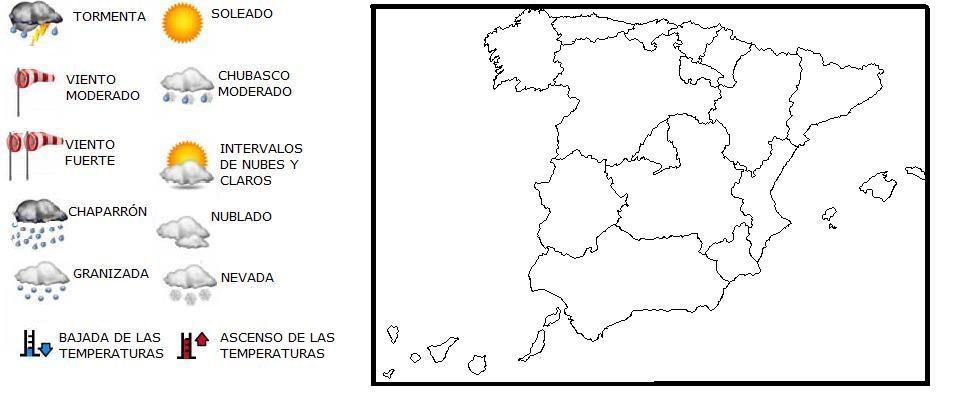 TORMENTA
SOLEADO
VIENTO
MODERADO
CHUBASCO
MODERADO
VIENTO
FUERTE
INTERVALOS
DE NUBES Y
CLAROS
CHAPARRÓN
NUBLADO
GRANIZADA
NEVADA
BAJADA DE LAS
TEMPERATURAS
ASCENSO DE LAS
TEMPERATURAS